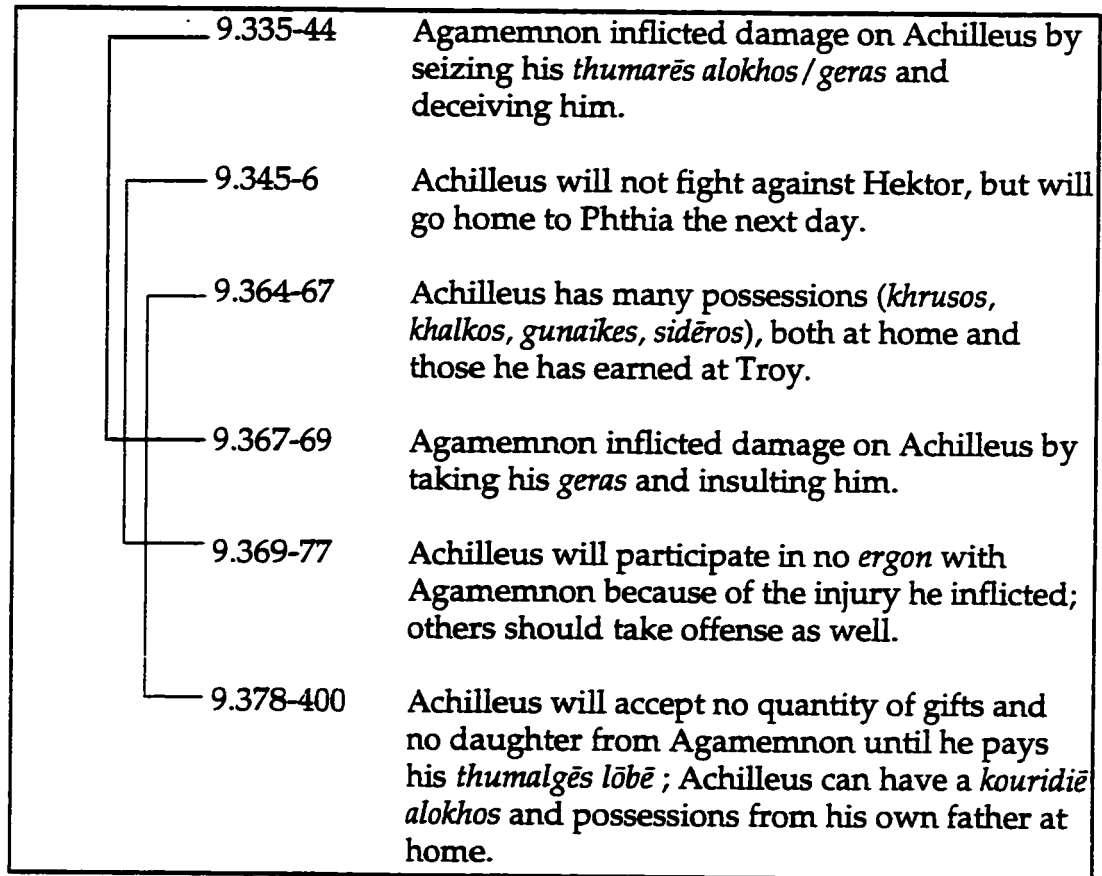 9.335-44 Agamemnon inflicted damage on Achilleus by
seizing his thumarēs alokhos/geras and
deceiving him.
9.345-6 Achilleus will not fight against Hektor, but will
go home to Phthia the next day.
9.364-67 Achilleus has many possessions (khrusos,
khalkos, gunaikes, sidēros), both at home and
those he has earned at Troy.
9.367-69 Agamemnon inflicted damage on Achilleus by
taking his geras and insulting him.
9.369-77 Achilleus will participate in no ergon with
Agamemnon because of the injury he inflicted;
others should take offense as well.
9.378-400 Achilleus will accept no quantity of gifts and
no daughter from Agamemnon until he pays
his thumalgēs lōbē ; Achilleus can have a kouridiē
alokhos and possessions from his own father at
home.